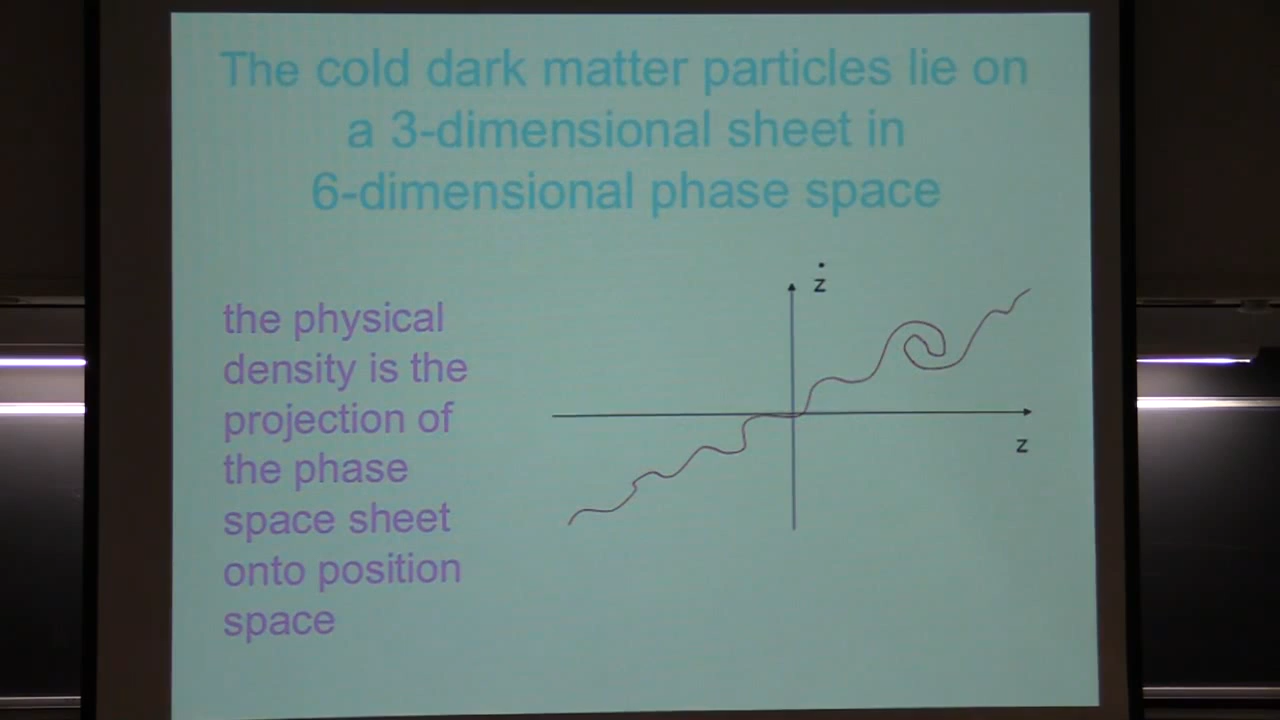 The cold dark matter particles lie on
a 3-dimensional sheet in
6-dimensional phase space
the physical
density is the
projection of
the phase
space sheet
onto position
space
ż
z